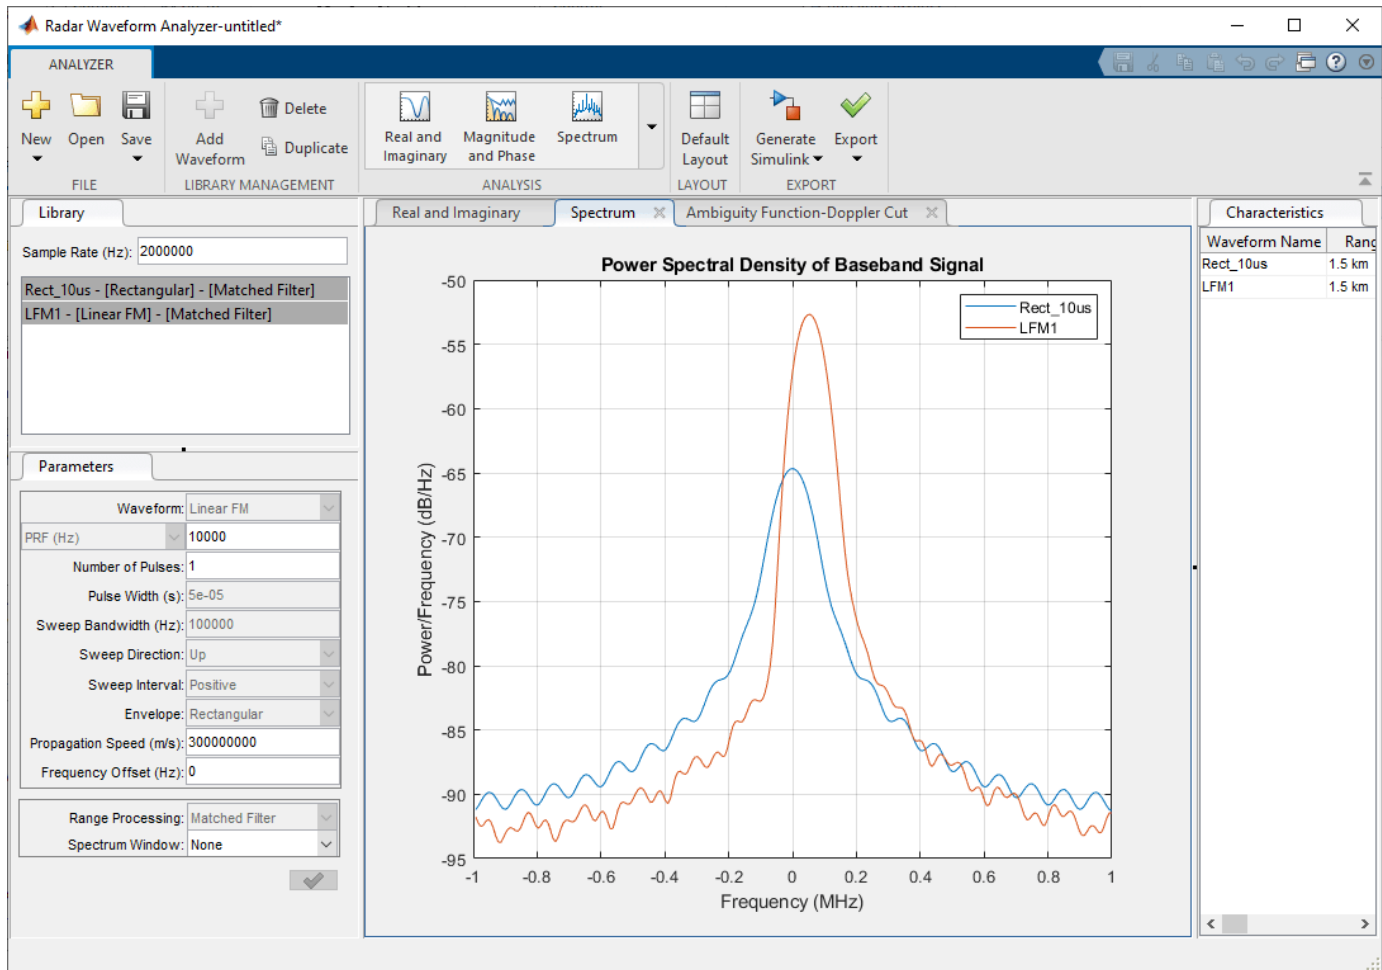 Radar Waveform Analyzer-untitled*
ANALYZER
New
Open
Save
Add
Waveform
Delete
Duplicate
Real and
Imaginary
Magnitude
and Phase
Spectrum
Default
Layout
Generate
Simulink
Export
FILE
LIBRARY MANAGEMENT
ANALYSIS
LAYOUT
EXPORT
Library
Sample Rate (Hz): 2000000
Rect_10us - [Rectangular] - [Matched Filter]
LFM1 - [Linear FM] - [Matched Filter]
Parameters
Waveform: Linear FM
PRF (Hz) 10000
Number of Pulses: 1
Pulse Width (s): 5e-05
Sweep Bandwidth (Hz): 100000
Sweep Direction: Up
Sweep Interval: Positive
Envelope: Rectangular
Propagation Speed (m/s): 300000000
Frequency Offset (Hz): 0
Range Processing: Matched Filter
Spectrum Window: None
Real and Imaginary
Spectrum
Ambiguity Function-Doppler Cut
Power Spectral Density of Baseband Signal
Rect_10us
LFM1
Power/Frequency (dB/Hz)
-50
-55
-60
-65
-70
-75
-80
-85
-90
-95
-1 -0.8 -0.6 -0.4 -0.2 0 0.2 0.4 0.6 0.8 1
Frequency (MHz)
Characteristics
Waveform Name Rang
Rect_10us 1.5 km
LFM1 1.5 km